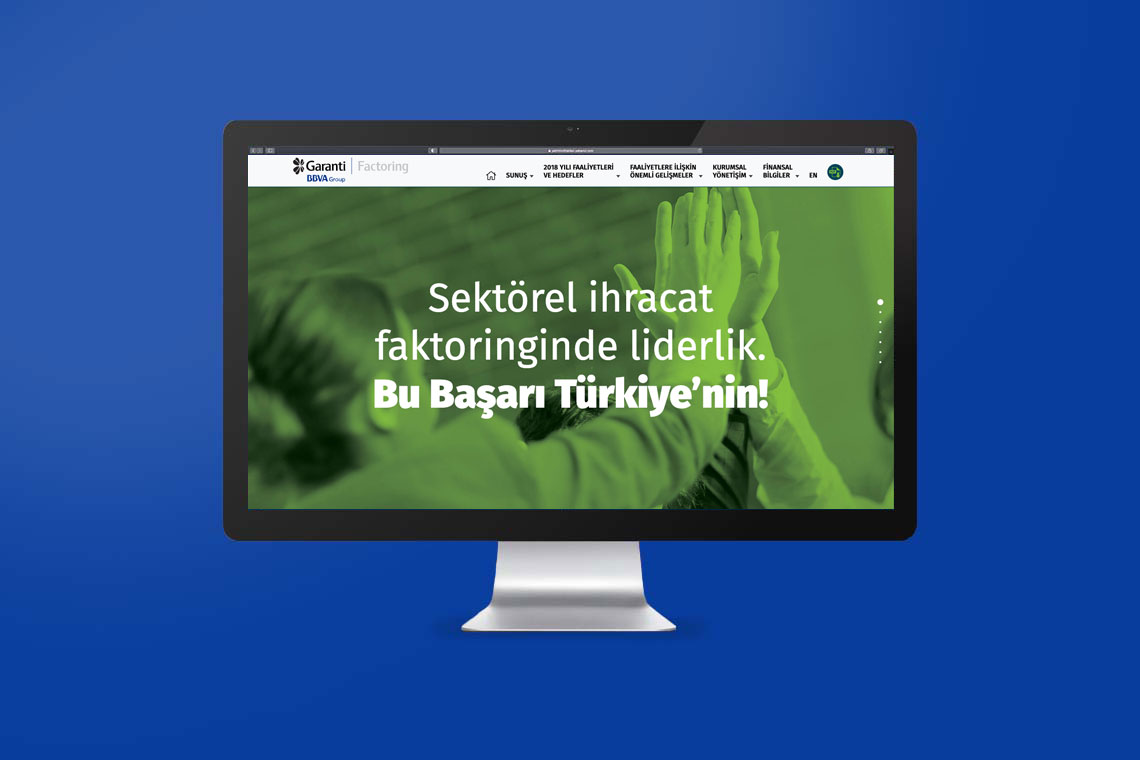 Garanti
Factoring
BBVA Group
SUNUŞ
2018 YILI FAALİYETLERİ
VE HEDEFLER
FAALİYETLERE İLİŞKİN
ÖNEMLİ GELİŞMELER
KURUMSAL
YÖNETİŞİM
FİNANSAL
BİLGİLER
EN
Sektörel ihracat
faktoringinde liderlik.
Bu Başarı Türkiye’nin!